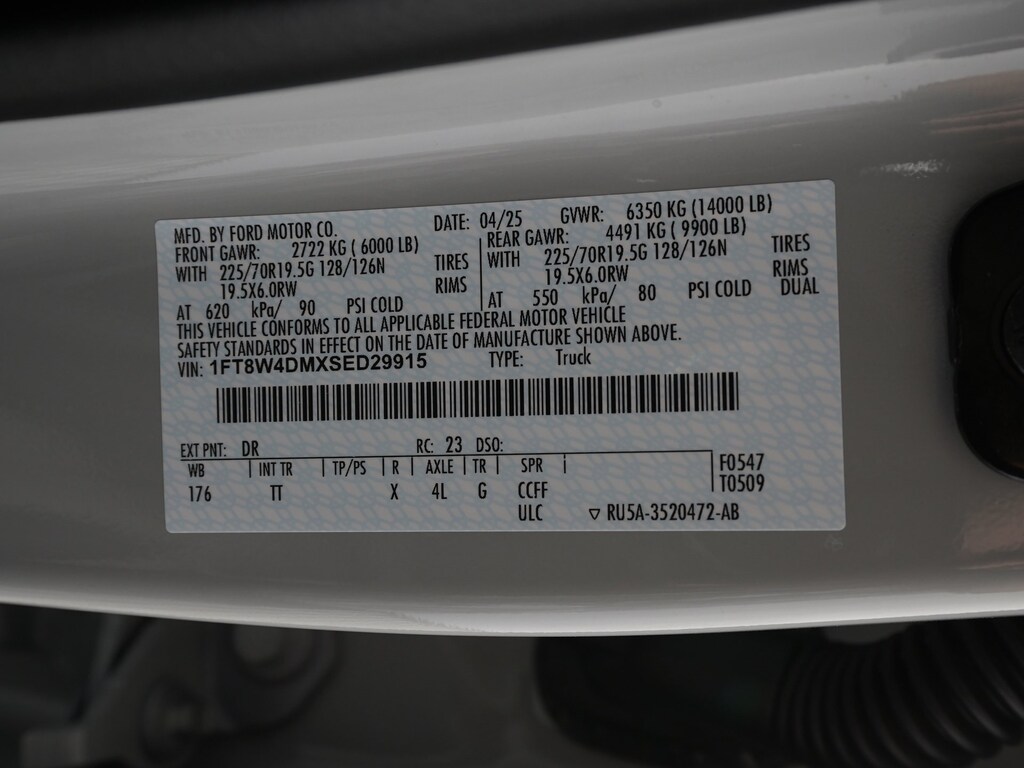 MFD. BY FORD MOTOR CO. DATE: 04/25 GVWR: 6350 KG (14000 LB)
FRONT GAWR: 2722 KG ( 6000 LB) REAR GAWR: 4491 KG ( 9900 LB)
WITH 225/70R19.5G 128/126N TIRES WITH 225/70R19.5G 128/126N TIRES
19.5X6.0RW RIMS 19.5X6.0RW RIMS
AT 620 kPa/ 90 PSI COLD AT 550 kPa/ 80 PSI COLD DUAL
THIS VEHICLE CONFORMS TO ALL APPLICABLE FEDERAL MOTOR VEHICLE
SAFETY STANDARDS IN EFFECT ON THE DATE OF MANUFACTURE SHOWN ABOVE.
VIN: 1FT8W4DMXSED29915 TYPE: Truck
EXT PNT: DR RC: 23 DSO:
WB INT TR TP/PS R AXLE TR SPR F0547
176 TT X 4L G CCFF T0509
ULC ▽ RU5A-3520472-AB